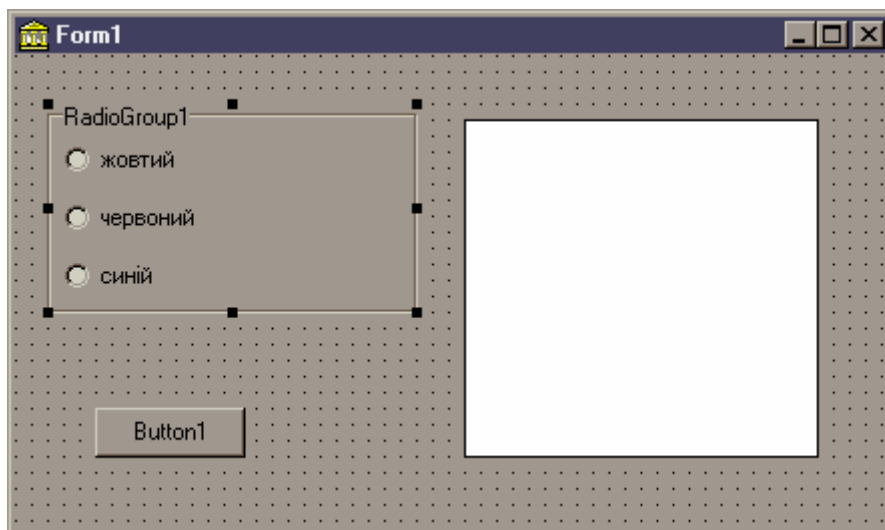 Form1
RadioGroup1
жовтий
червоний
синій
Button1